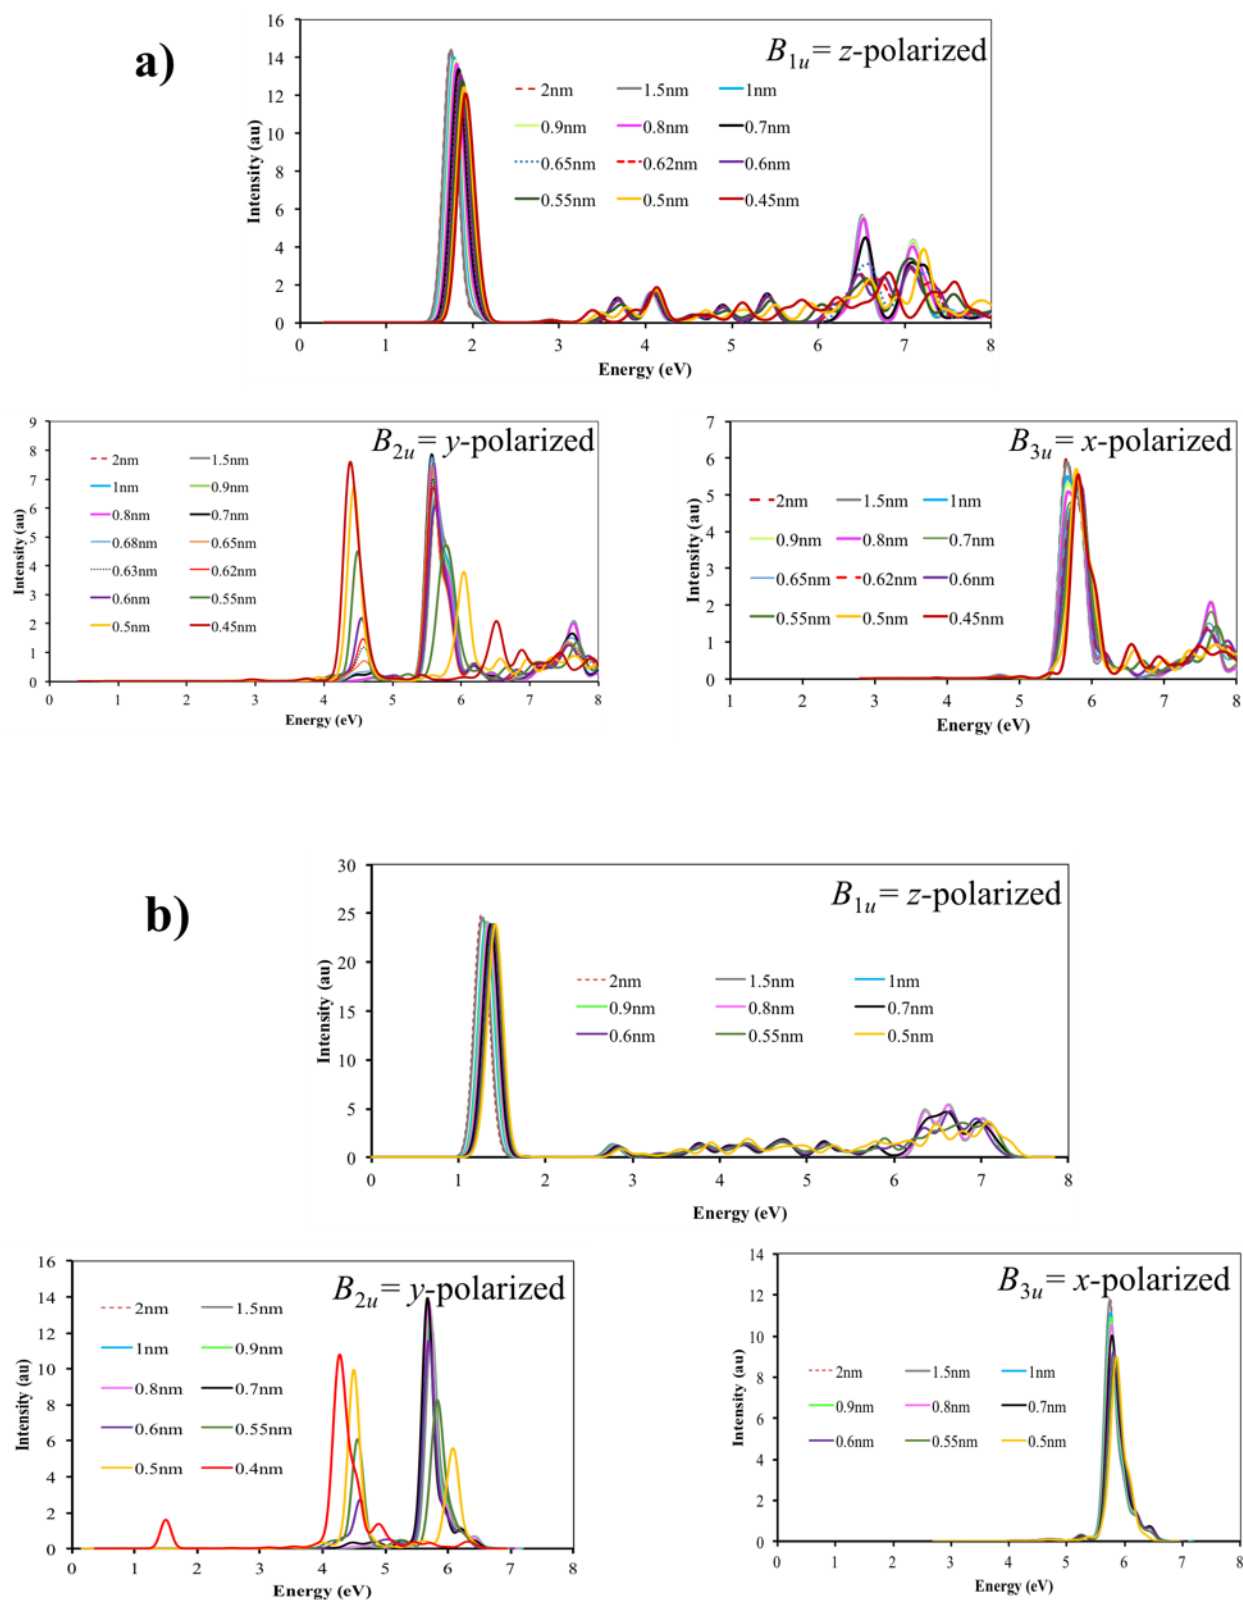 a)
B1u = z-polarized
16
14
12
10
8
6
4
2
0
Intensity (au)
2nm 1.5nm 1nm
0.9nm 0.8nm 0.7nm
0.65nm 0.62nm 0.6nm
0.55nm 0.5nm 0.45nm
0 1 2 3 4 5 6 7 8
Energy (eV)
B2u = y-polarized
9
8
7
6
5
4
3
2
1
0
Intensity (au)
2nm 1.5nm
1nm 0.9nm
0.8nm 0.7nm
0.68nm 0.65nm
0.63nm 0.62nm
0.6nm 0.55nm
0.5nm 0.45nm
0 1 2 3 4 5 6 7 8
Energy (eV)
B3u = x-polarized
7
6
5
4
3
2
1
0
Intensity (au)
2nm 1.5nm 1nm
0.9nm 0.8nm 0.7nm
0.65nm 0.62nm 0.6nm
0.55nm 0.5nm 0.45nm
1 2 3 4 5 6 7 8
Energy (eV)
b)
B1u = z-polarized
30
25
20
15
10
5
0
Intensity (au)
2nm 1.5nm 1nm
0.9nm 0.8nm 0.7nm
0.6nm 0.55nm 0.5nm
0 1 2 3 4 5 6 7 8
Energy (eV)
B2u = y-polarized
16
14
12
10
8
6
4
2
0
Intensity (au)
2nm 1.5nm
1nm 0.9nm
0.8nm 0.7nm
0.6nm 0.55nm
0.5nm 0.4nm
0 1 2 3 4 5 6 7 8
Energy (eV)
B3u = x-polarized
14
12
10
8
6
4
2
0
Intensity (au)
2nm 1.5nm 1nm
0.9nm 0.8nm 0.7nm
0.6nm 0.55nm 0.5nm
0 1 2 3 4 5 6 7 8
Energy (eV)